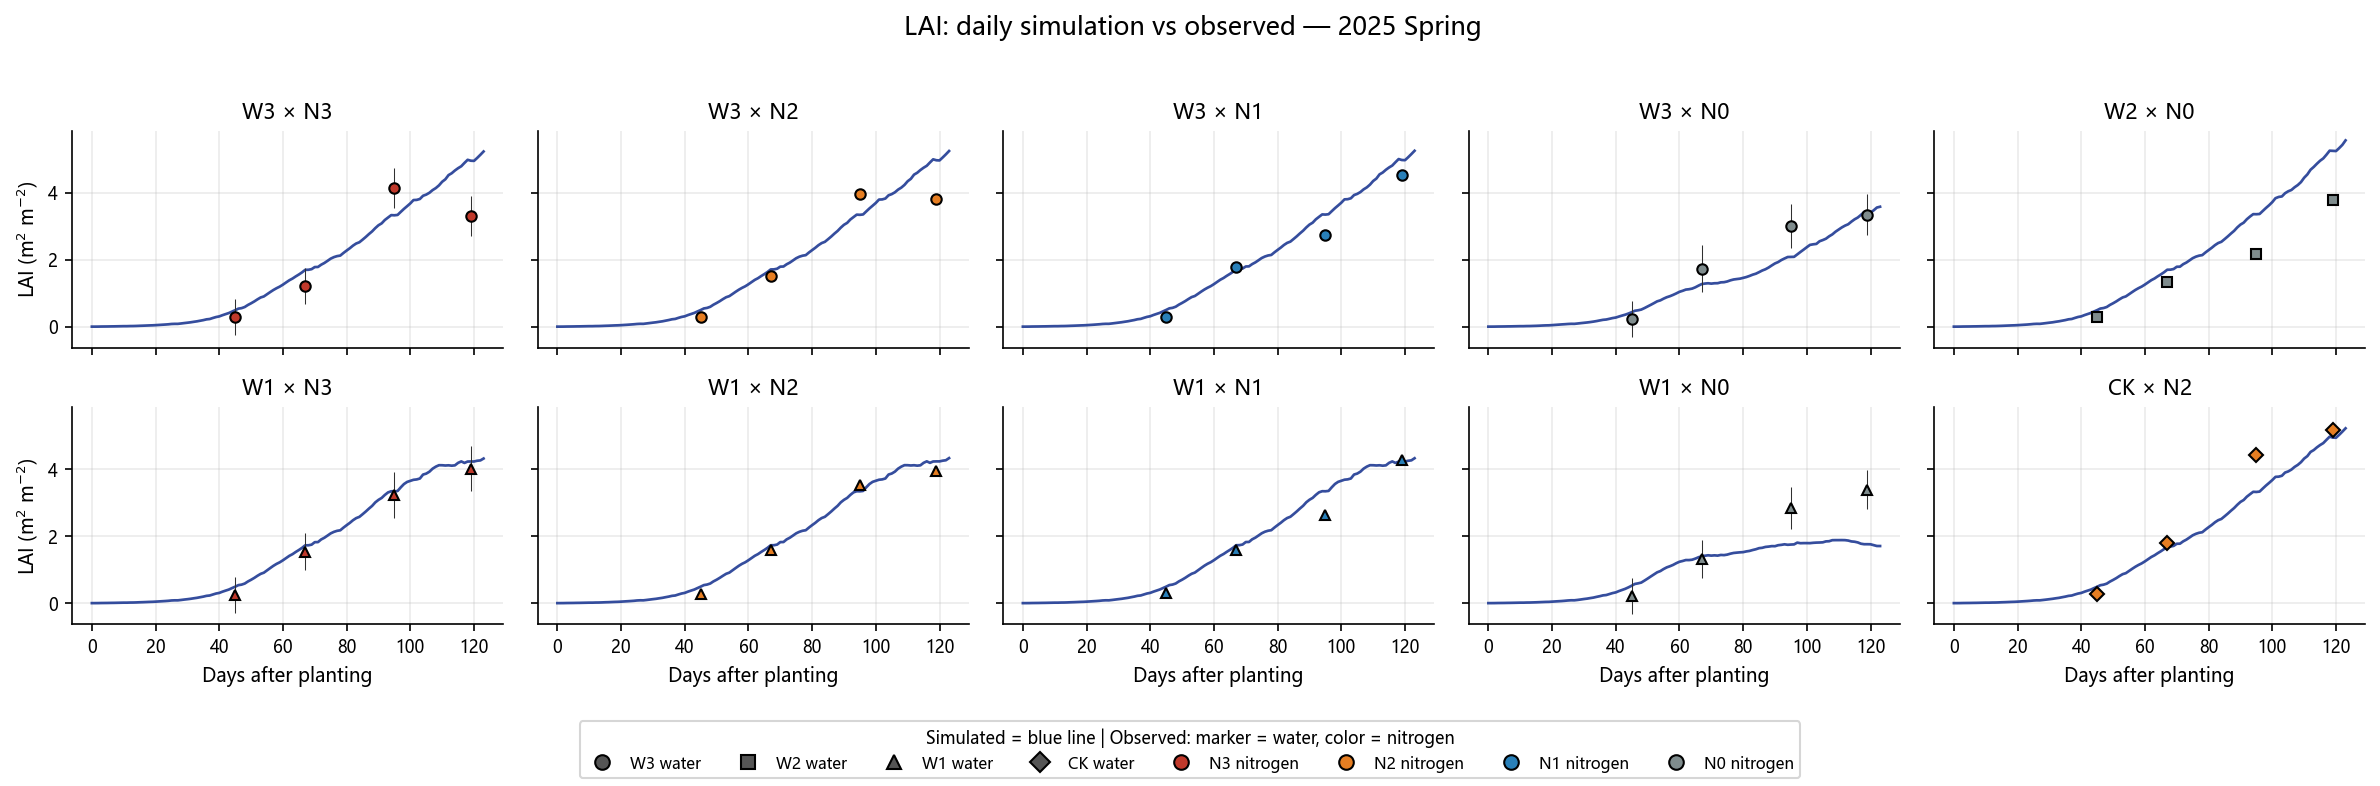 LAI: daily simulation vs observed — 2025 Spring
W3 × N3
W3 × N2
W3 × N1
W3 × N0
W2 × N0
LAI (m² m⁻²)
4
2
0
W1 × N3
W1 × N2
W1 × N1
W1 × N0
CK × N2
LAI (m² m⁻²)
4
2
0
0 20 40 60 80 100 120
0 20 40 60 80 100 120
0 20 40 60 80 100 120
0 20 40 60 80 100 120
0 20 40 60 80 100 120
Days after planting
Days after planting
Days after planting
Days after planting
Days after planting
Simulated = blue line | Observed: marker = water, color = nitrogen
W3 water W2 water W1 water CK water N3 nitrogen N2 nitrogen N1 nitrogen N0 nitrogen